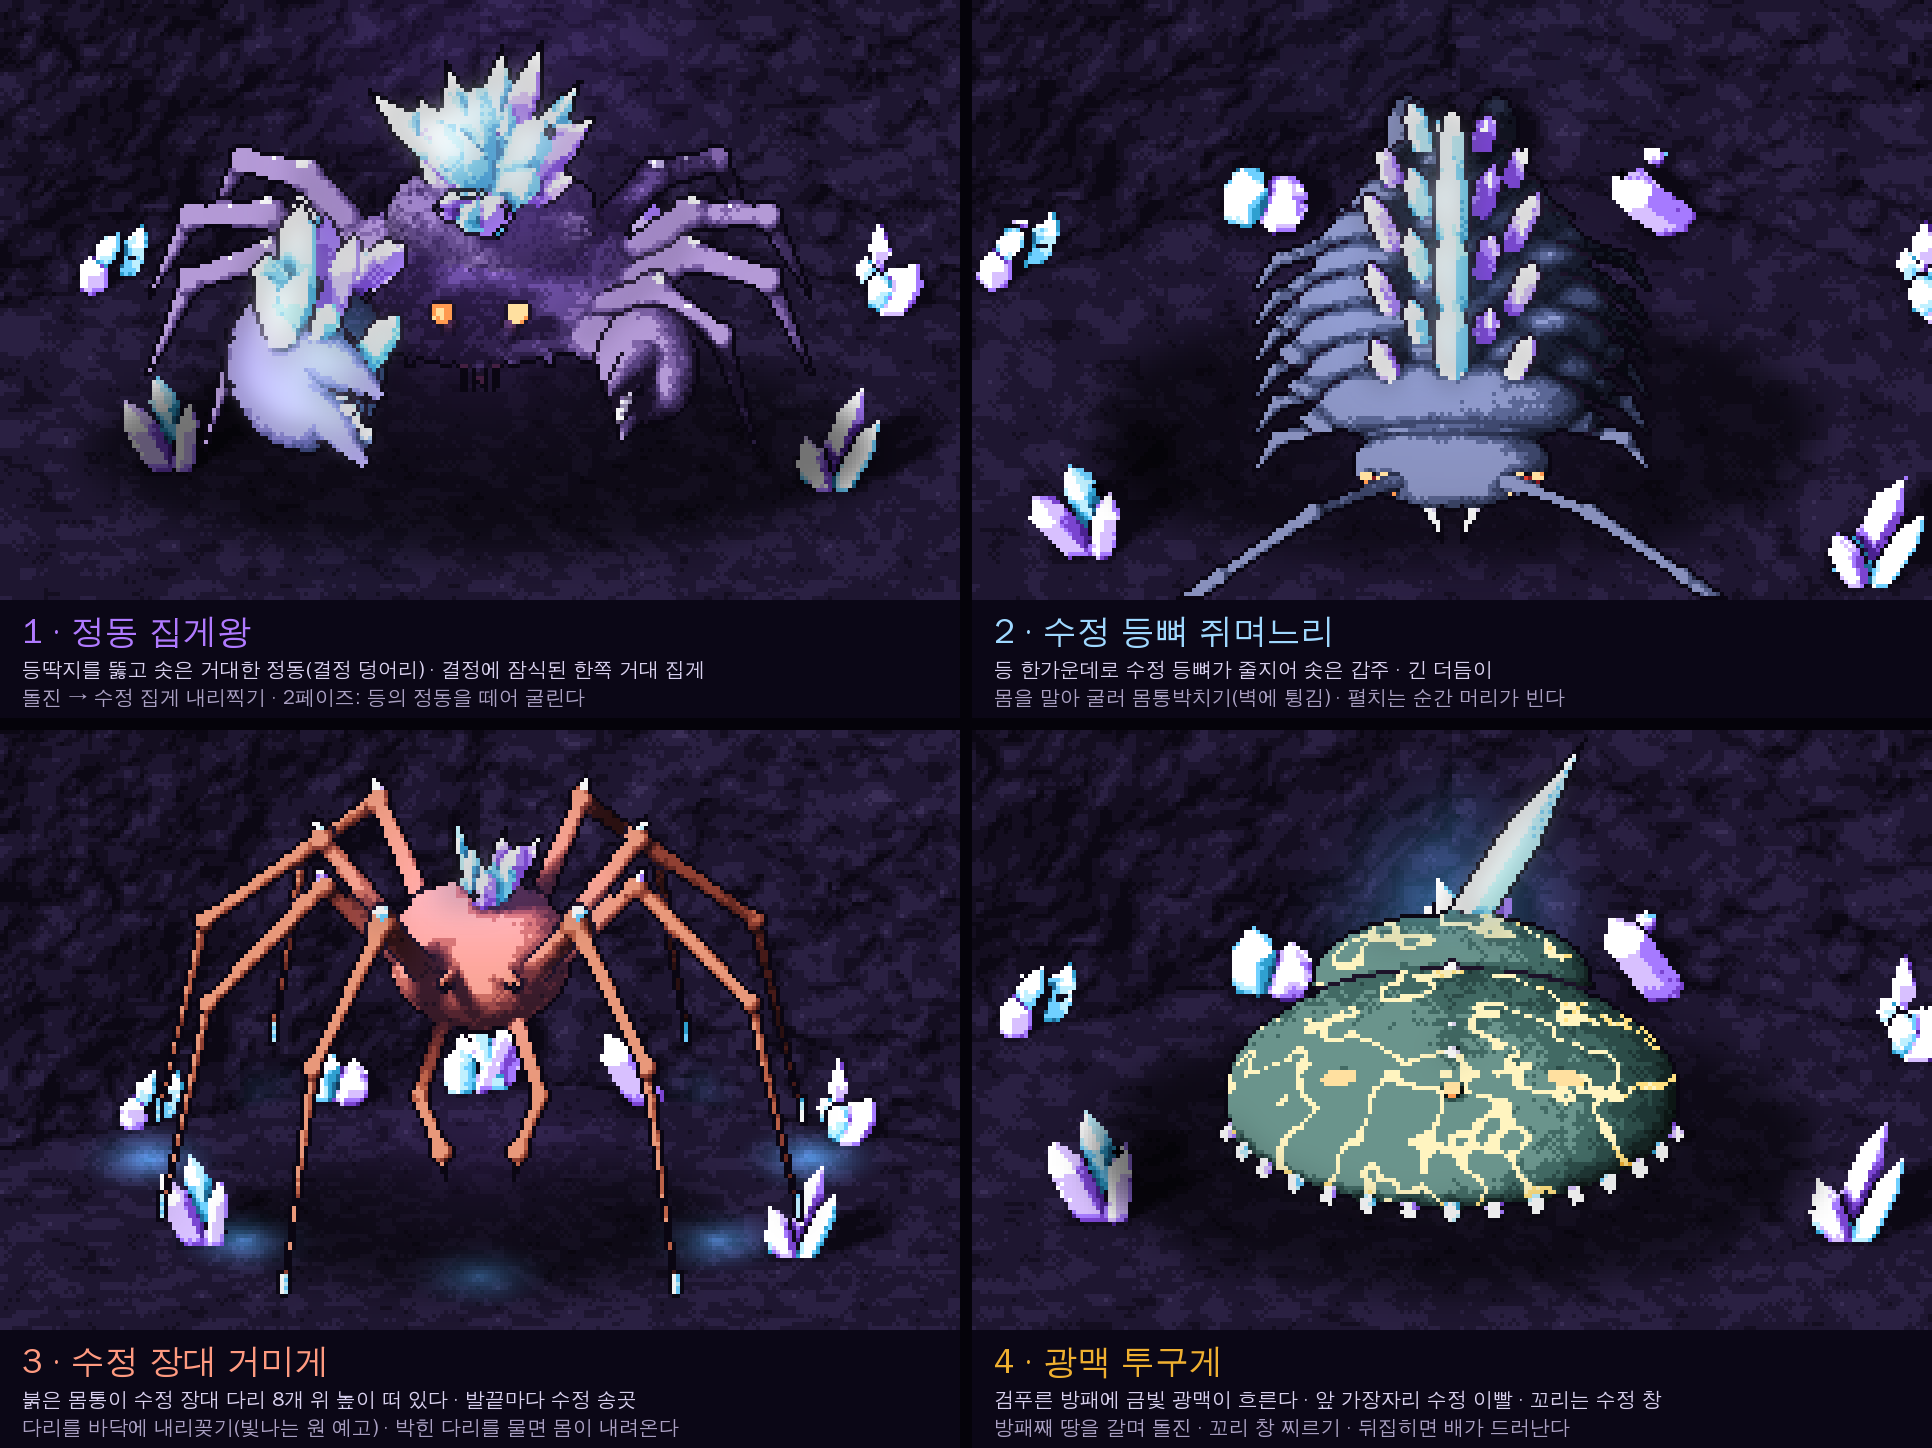 1 · 정동 집게왕
등딱지를 뚫고 솟은 거대한 정동(결정 덩어리) · 결정에 잠식된 한쪽 거대 집게
돌진 → 수정 집게 내리찍기 · 2페이즈: 등의 정동을 떼어 굴린다
2 · 수정 등뼈 쥐며느리
등 한가운데로 수정 등뼈가 줄지어 솟은 갑주 · 긴 더듬이
몸을 말아 굴러 몸통박치기(벽에 튕김) · 펼치는 순간 머리가 빈다
3 · 수정 장대 거미게
붉은 몸통이 수정 장대 다리 8개 위 높이 떠 있다 · 발끝마다 수정 송곳
다리를 바닥에 내리꽂기(빛나는 원 예고) · 박힌 다리를 물면 몸이 내려온다
4 · 광맥 투구게
검푸른 방패에 금빛 광맥이 흐른다 · 앞 가장자리 수정 이빨 · 꼬리는 수정 창
방패째 땅을 갈며 돌진 · 꼬리 창 찌르기 · 뒤집히면 배가 드러난다